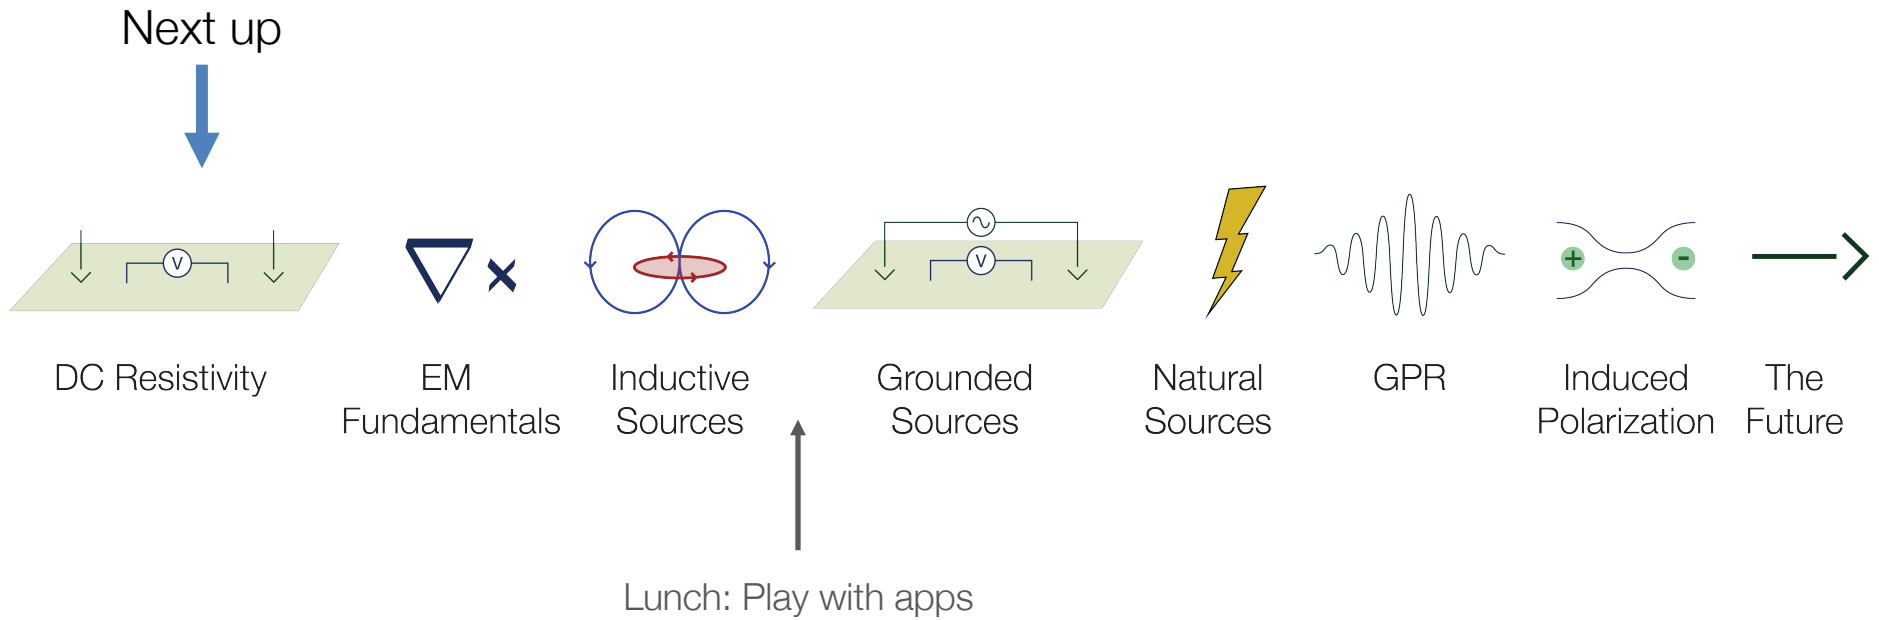 Next up
V
V
+
-
DC Resistivity
EM
Fundamentals
Inductive
Sources
Grounded
Sources
Natural
Sources
GPR
Induced
Polarization
The
Future
Lunch: Play with apps